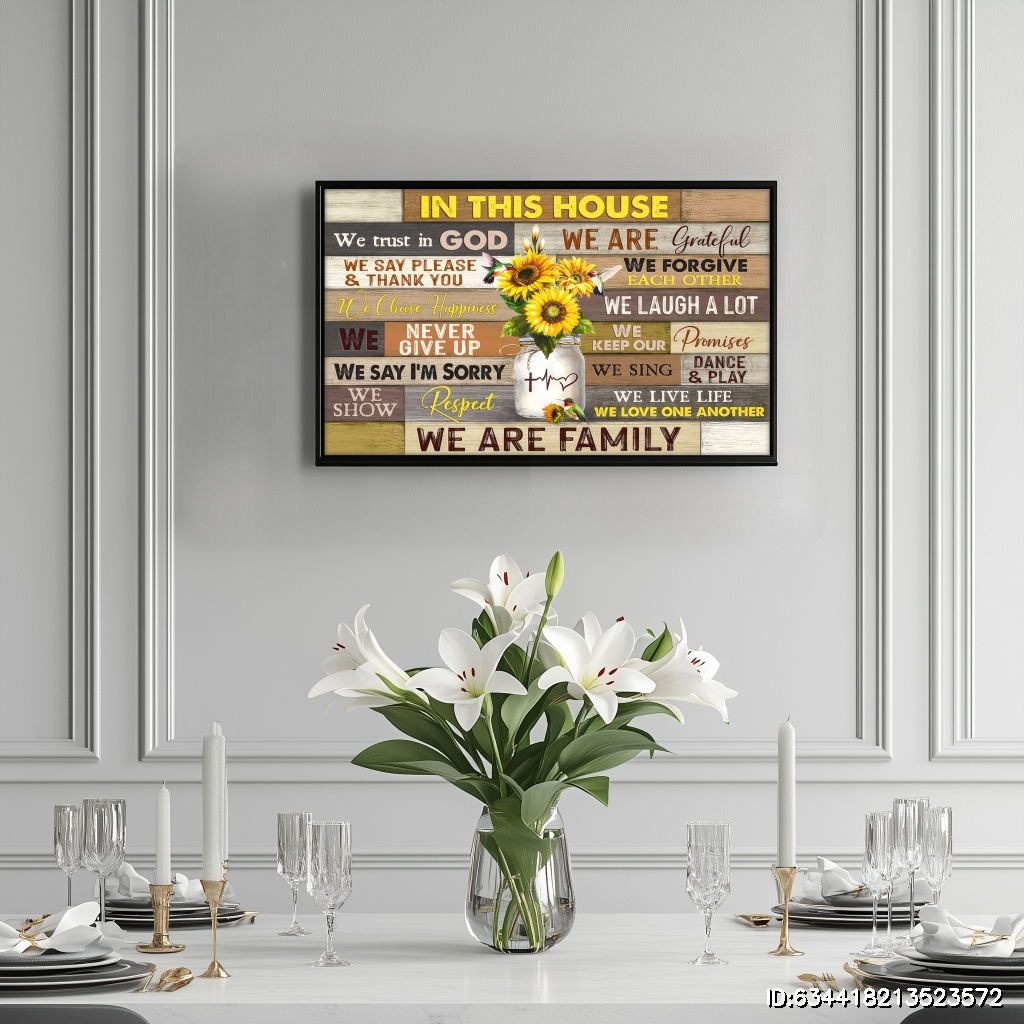 IN THIS HOUSE
We trust in GOD
WE ARE Grateful
WE SAY PLEASE
& THANK YOU
WE FORGIVE
EACH OTHER
We Choose Happiness
WE LAUGH A LOT
WE NEVER
GIVE UP
WE
KEEP OUR Promises
WE SAY I'M SORRY
WE SING
DANCE
& PLAY
WE
SHOW Respect
WE LIVE LIFE
WE LOVE ONE ANOTHER
WE ARE FAMILY
ID:634418213523572